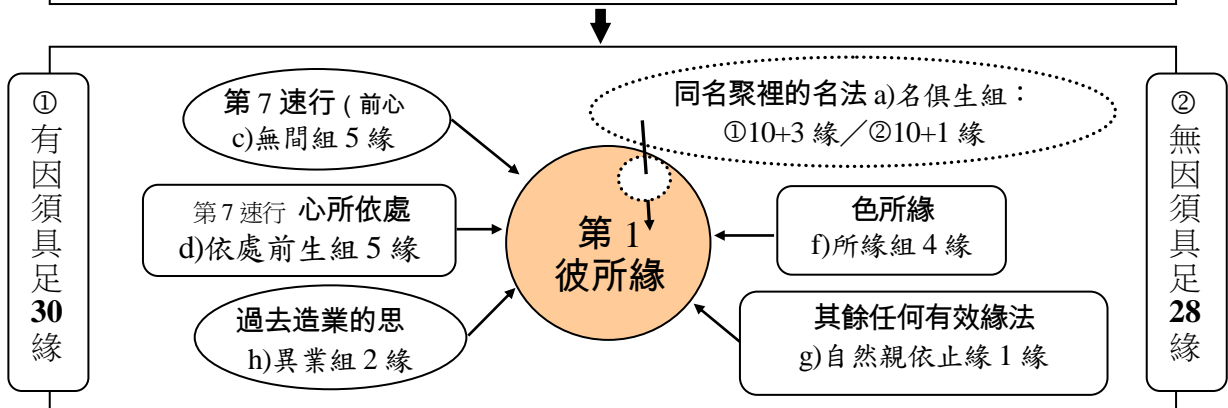 ①
有
因
須
具
足
30
緣
第 7 速行 ( 前心
c)無間組 5 緣
同名聚裡的名法 a)名俱生組：
①10+3 緣／②10+1 緣
第 7 速行 心所依處
d)依處前生組 5 緣
第 1
彼所緣
色所緣
f)所緣組 4 緣
過去造業的思
h)異業組 2 緣
其餘任何有效緣法
g)自然親依止緣 1 緣
②
無
因
須
具
足
28
緣